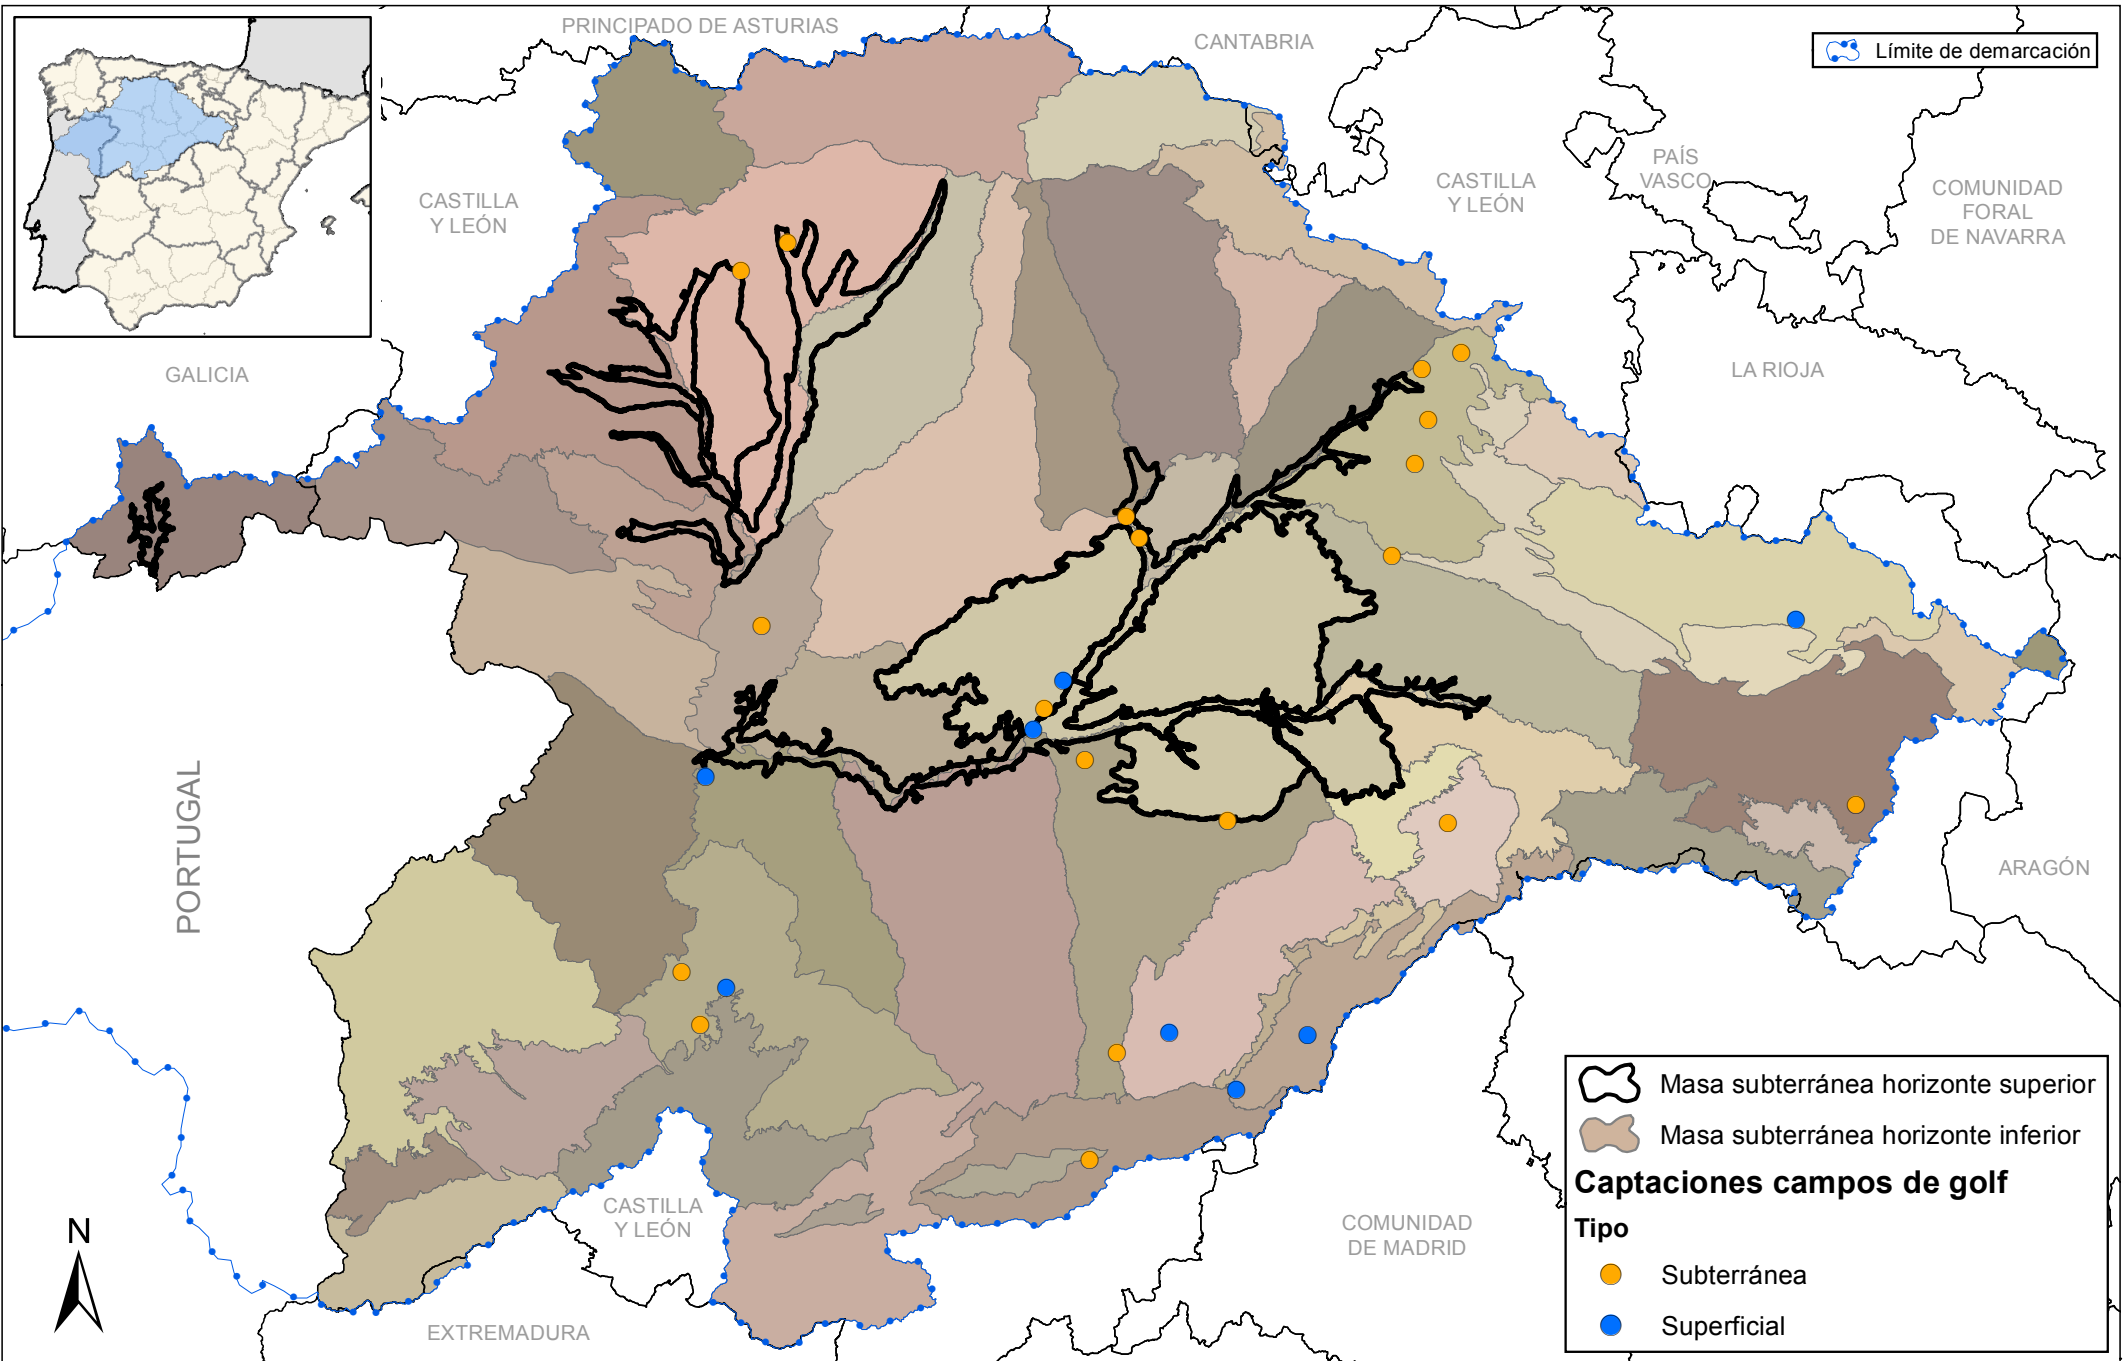 PRINCIPADO DE ASTURIAS
CANTABRIA
Límite de demarcación
PAÍS
VASCO
CASTILLA
Y LEÓN
CASTILLA
Y LEÓN
COMUNIDAD
FORAL
DE NAVARRA
GALICIA
LA RIOJA
PORTUGAL
ARAGÓN
CASTILLA
Y LEÓN
COMUNIDAD
DE MADRID
EXTREMADURA
N
Masa subterránea horizonte superior
Masa subterránea horizonte inferior
Captaciones campos de golf
Tipo
Subterránea
Superficial